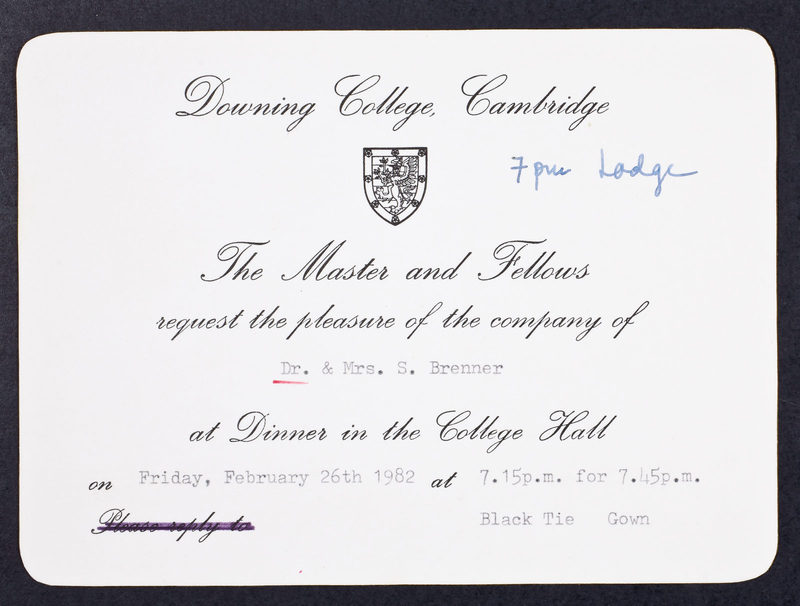 Downing College, Cambridge
7pm Lodge
The Master and Fellows
request the pleasure of the company of
Dr. & Mrs. S. Brenner
at Dinner in the College Hall
on Friday, February 26th 1982 at 7.15p.m. for 7.45p.m.
Please reply to
Black Tie Gown